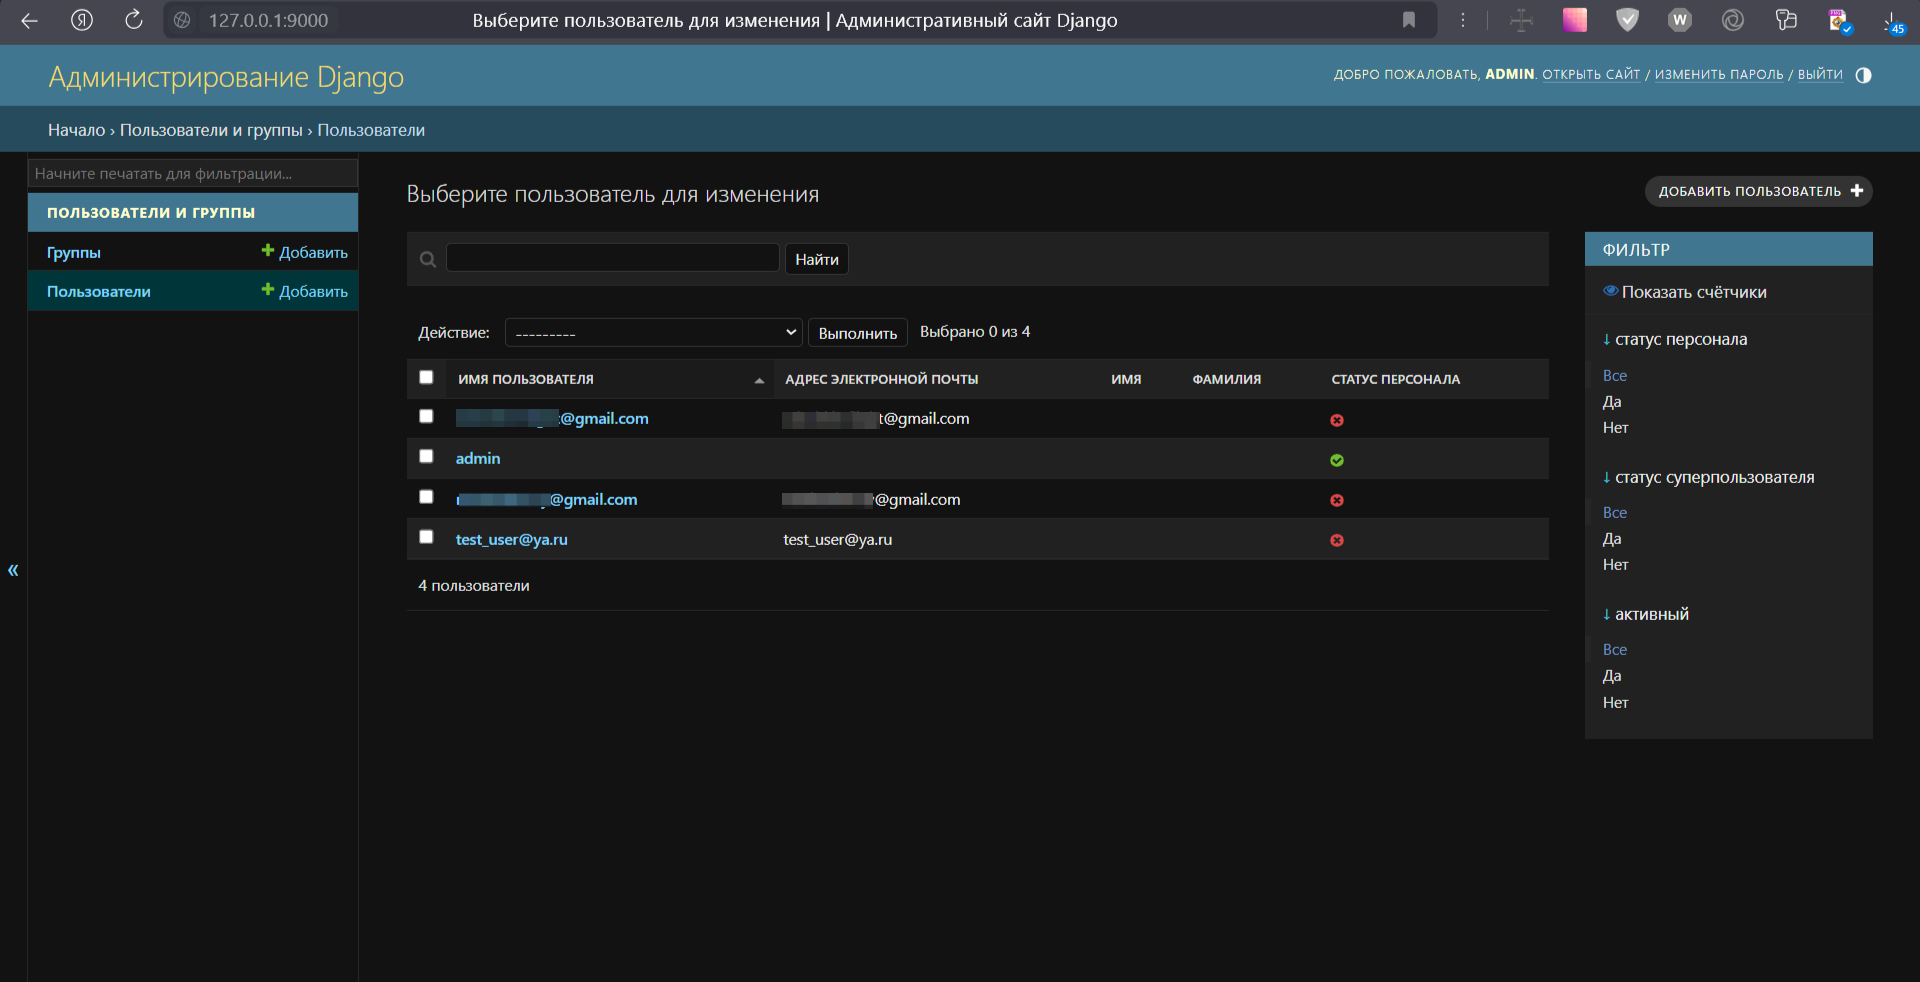 127.0.0.1:9000 Выберите пользователь для изменения | Административный сайт Django
W
45
Администрирование Django
ДОБРО ПОЖАЛОВАТЬ, ADMIN. ОТКРЫТЬ САЙТ / ИЗМЕНИТЬ ПАРОЛЬ / ВЫЙТИ
Начало › Пользователи и группы › Пользователи
Начните печатать для фильтрации...
ПОЛЬЗОВАТЕЛИ И ГРУППЫ
Группы Добавить
Пользователи Добавить
«
Выберите пользователь для изменения
ДОБАВИТЬ ПОЛЬЗОВАТЕЛЬ
Найти
Действие: --------- Выполнить Выбрано 0 из 4
ИМЯ ПОЛЬЗОВАТЕЛЯ АДРЕС ЭЛЕКТРОННОЙ ПОЧТЫ ИМЯ ФАМИЛИЯ СТАТУС ПЕРСОНАЛА
@gmail.com t@gmail.com
admin
@gmail.com @gmail.com
test_user@ya.ru test_user@ya.ru
4 пользователи
ФИЛЬТР
Показать счётчики
↓ статус персонала
Все
Да
Нет
↓ статус суперпользователя
Все
Да
Нет
↓ активный
Все
Да
Нет